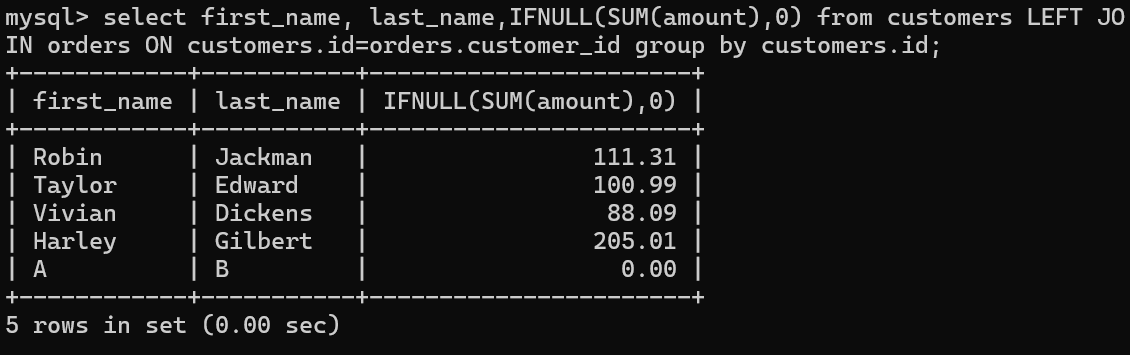 mysql> select first_name, last_name,IFNULL(SUM(amount),0) from customers LEFT JO
IN orders ON customers.id=orders.customer_id group by customers.id;
+------------+-----------+-----------------------+
| first_name | last_name | IFNULL(SUM(amount),0) |
+------------+-----------+-----------------------+
| Robin      | Jackman   |                111.31 |
| Taylor     | Edward    |                100.99 |
| Vivian     | Dickens   |                 88.09 |
| Harley     | Gilbert   |                205.01 |
| A          | B         |                  0.00 |
+------------+-----------+-----------------------+
5 rows in set (0.00 sec)